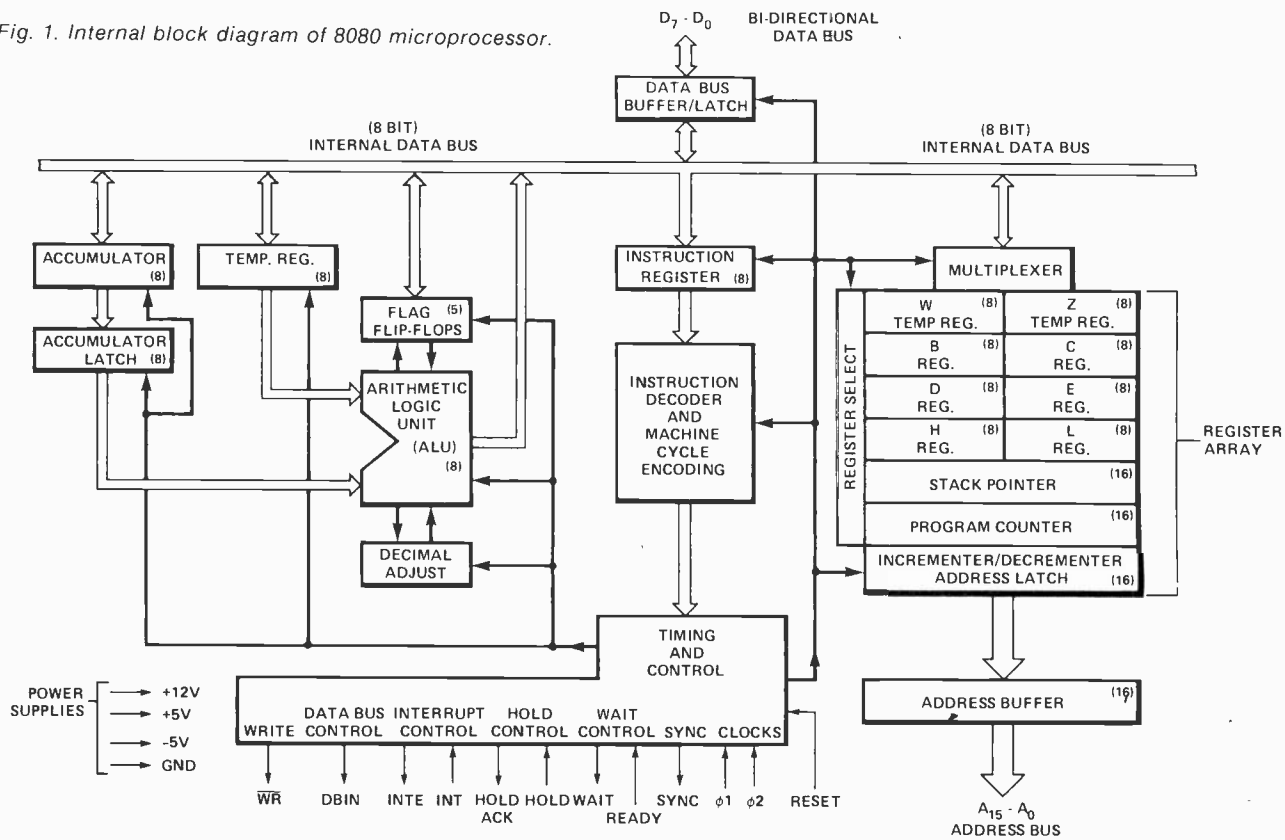 Fig. 1. Internal block diagram of 8080 microprocessor.
D7 - D0
BI-DIRECTIONAL
DATA BUS
DATA BUS
BUFFER/LATCH
(8 BIT)
INTERNAL DATA BUS
(8 BIT)
INTERNAL DATA BUS
ACCUMULATOR
(8)
TEMP. REG.
(8)
INSTRUCTION
REGISTER (8)
MULTIPLEXER
ACCUMULATOR
LATCH (8)
FLAG (5)
FLIP-FLOPS
ARITHMETIC
LOGIC
UNIT
(ALU)
(8)
DECIMAL
ADJUST
INSTRUCTION
DECODER
AND
MACHINE
CYCLE
ENCODING
REGISTER SELECT
W (8)
TEMP REG.
Z (8)
TEMP REG.
B (8)
REG.
C (8)
REG.
D (8)
REG.
E (8)
REG.
H (8)
REG.
L (8)
REG.
STACK POINTER (16)
PROGRAM COUNTER (16)
INCREMENTER/DECREMENTER
ADDRESS LATCH (16)
REGISTER
ARRAY
TIMING
AND
CONTROL
POWER
SUPPLIES
+12V
+5V
-5V
GND
WRITE
DATA BUS
CONTROL
INTERRUPT
CONTROL
HOLD
CONTROL
WAIT
CONTROL
SYNC
CLOCKS
ADDRESS BUFFER (16)
W̅R̅
DBIN
INTE
INT
HOLD
ACK
HOLD
WAIT
READY
SYNC
ϕ1
ϕ2
RESET
A15 - A0
ADDRESS BUS